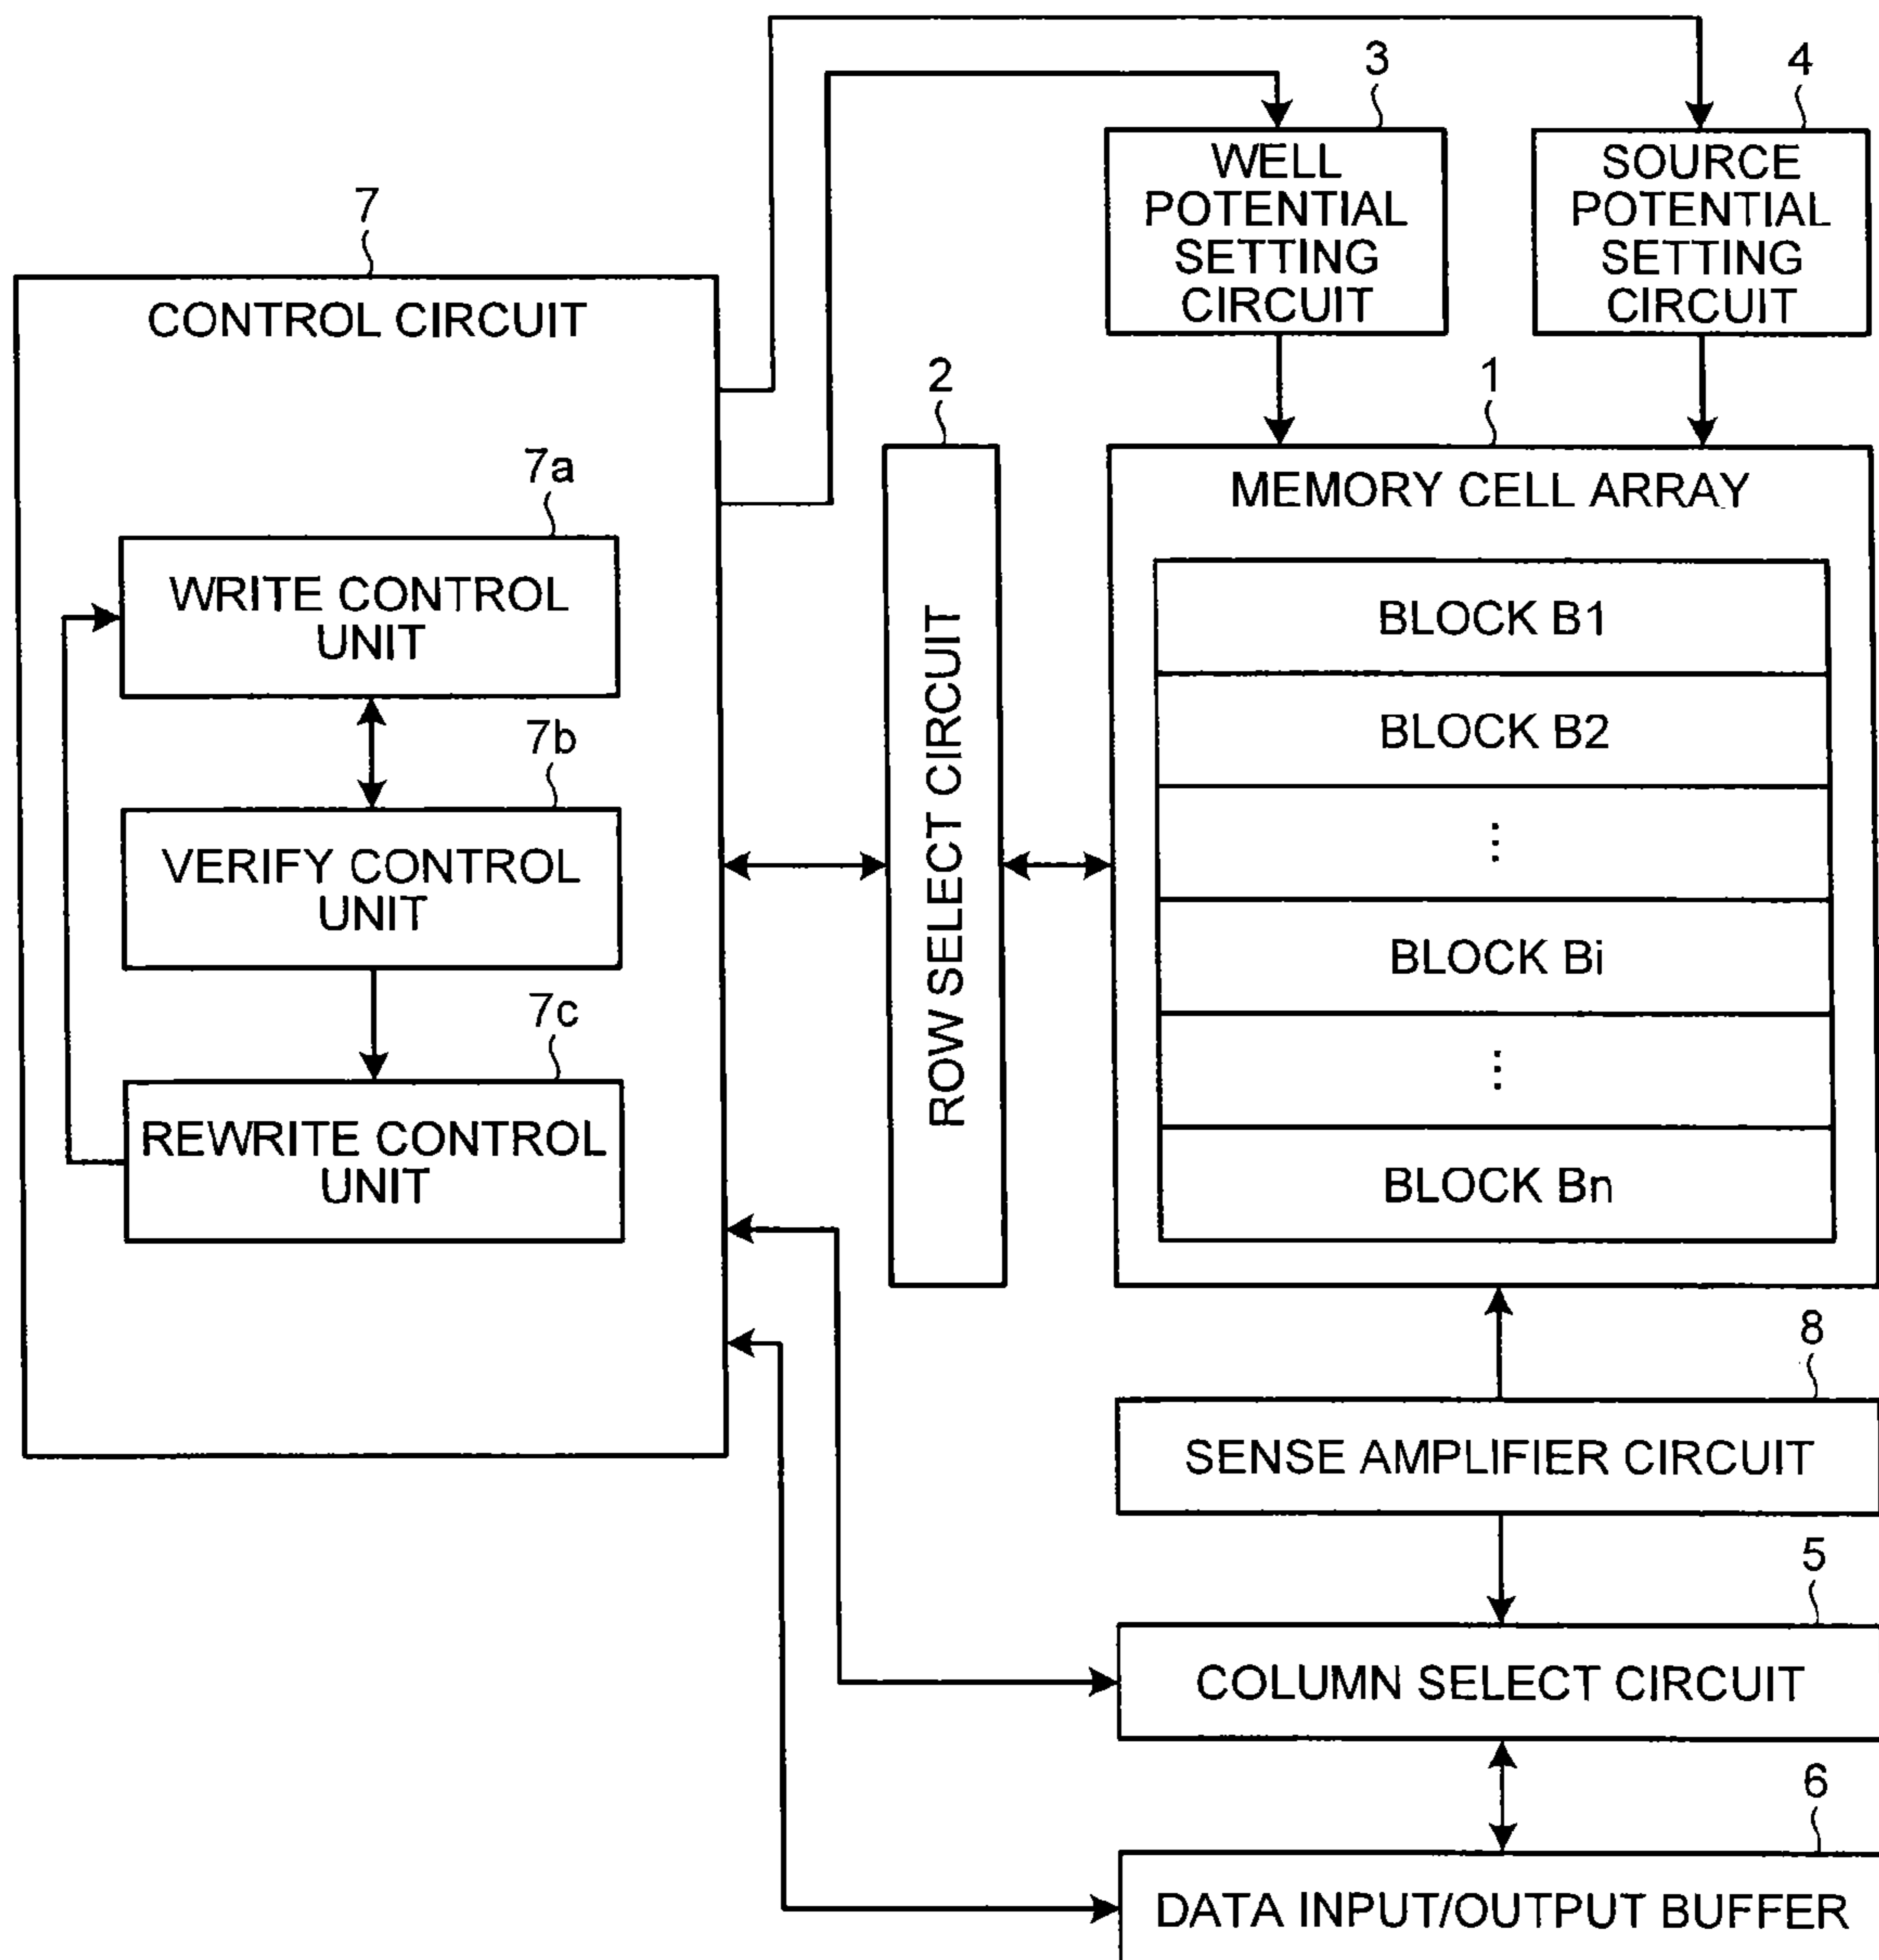 3
4
WELL
POTENTIAL
SETTING
CIRCUIT
SOURCE
POTENTIAL
SETTING
CIRCUIT
7
CONTROL CIRCUIT
7a
WRITE CONTROL
UNIT
7b
VERIFY CONTROL
UNIT
7c
REWRITE CONTROL
UNIT
2
ROW SELECT CIRCUIT
1
MEMORY CELL ARRAY
BLOCK B1
BLOCK B2
⋮
BLOCK Bi
⋮
BLOCK Bn
8
SENSE AMPLIFIER CIRCUIT
5
COLUMN SELECT CIRCUIT
6
DATA INPUT/OUTPUT BUFFER